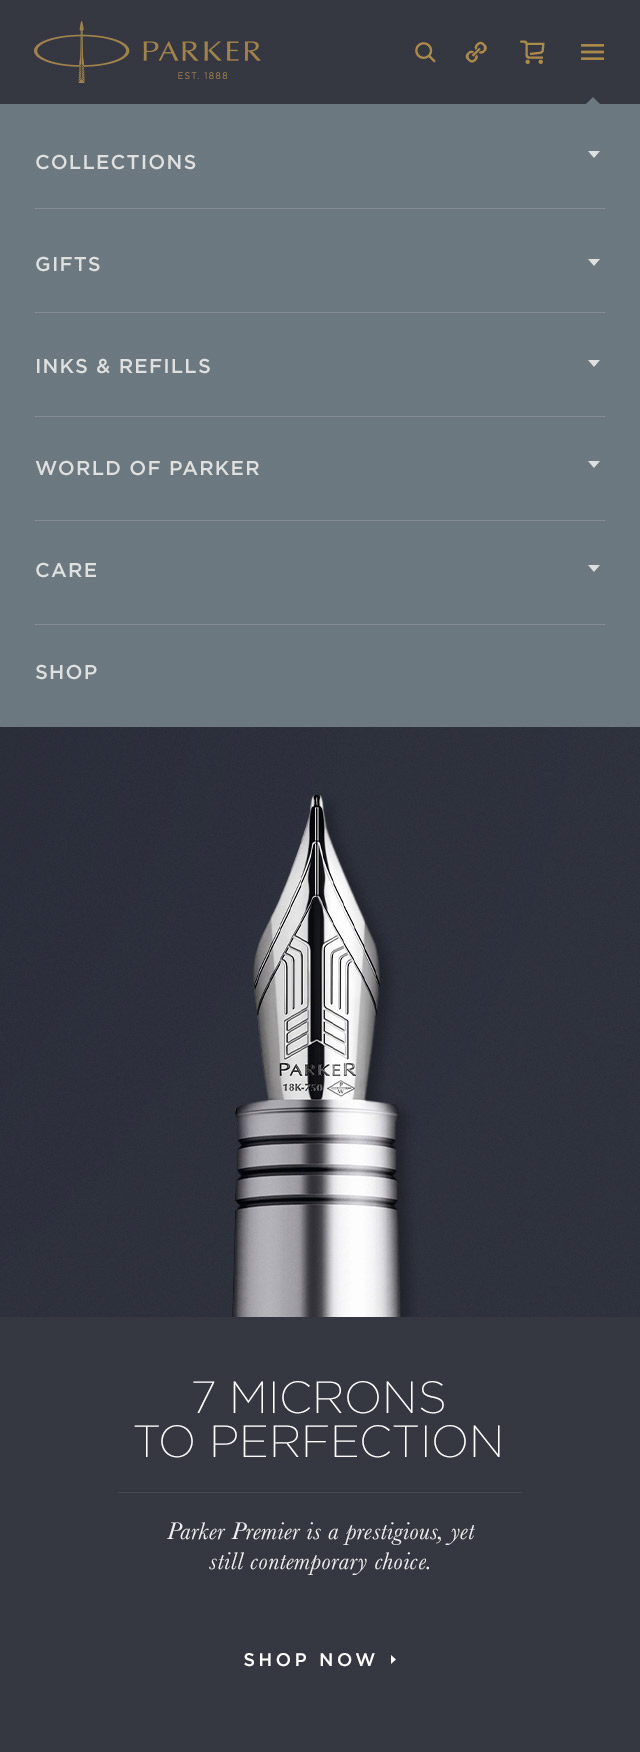 PARKER
EST. 1888
COLLECTIONS
GIFTS
INKS & REFILLS
WORLD OF PARKER
CARE
SHOP
PARKER
18K-750
7 MICRONS
TO PERFECTION
Parker Premier is a prestigious, yet
still contemporary choice.
SHOP NOW